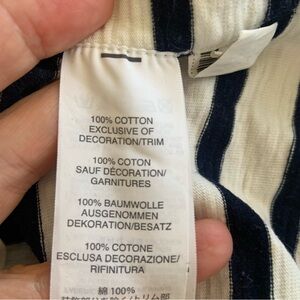 100% COTTON
EXCLUSIVE OF
DECORATION/TRIM
100% COTON
SAUF DÉCORATION/
GARNITURES
100% BAUMWOLLE
AUSGENOMMEN
DEKORATION/BESATZ
100% COTONE
ESCLUSA DECORAZIONE/
RIFINITURA
綿 100%